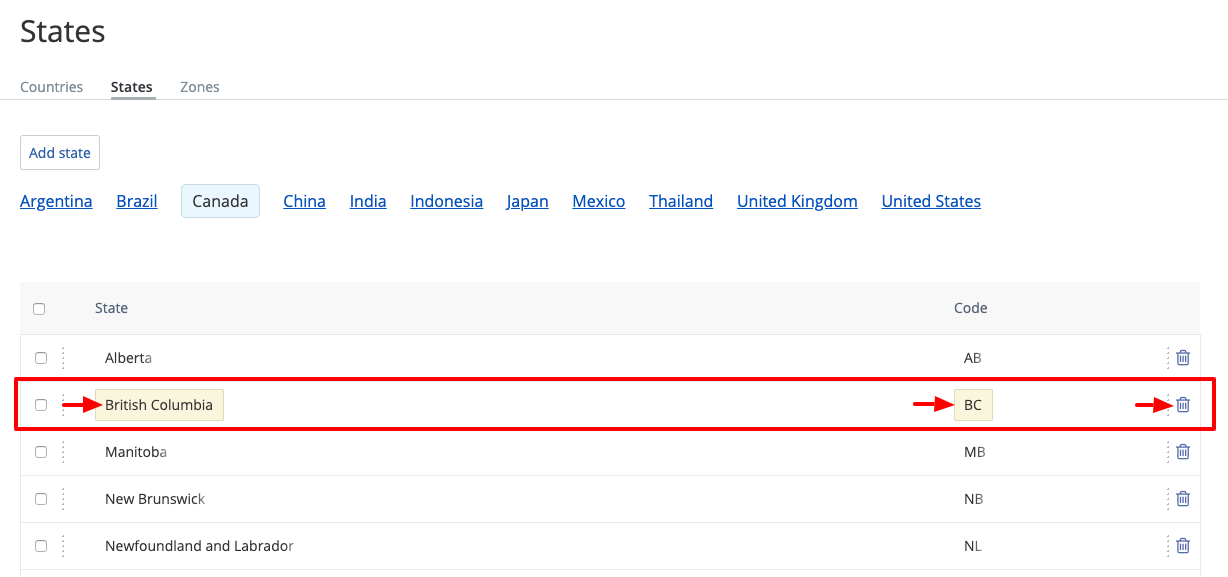 States
Countries States Zones
Add state
Argentina Brazil Canada China India Indonesia Japan Mexico Thailand United Kingdom United States
State Code
Alberta AB
British Columbia BC
Manitoba MB
New Brunswick NB
Newfoundland and Labrador NL